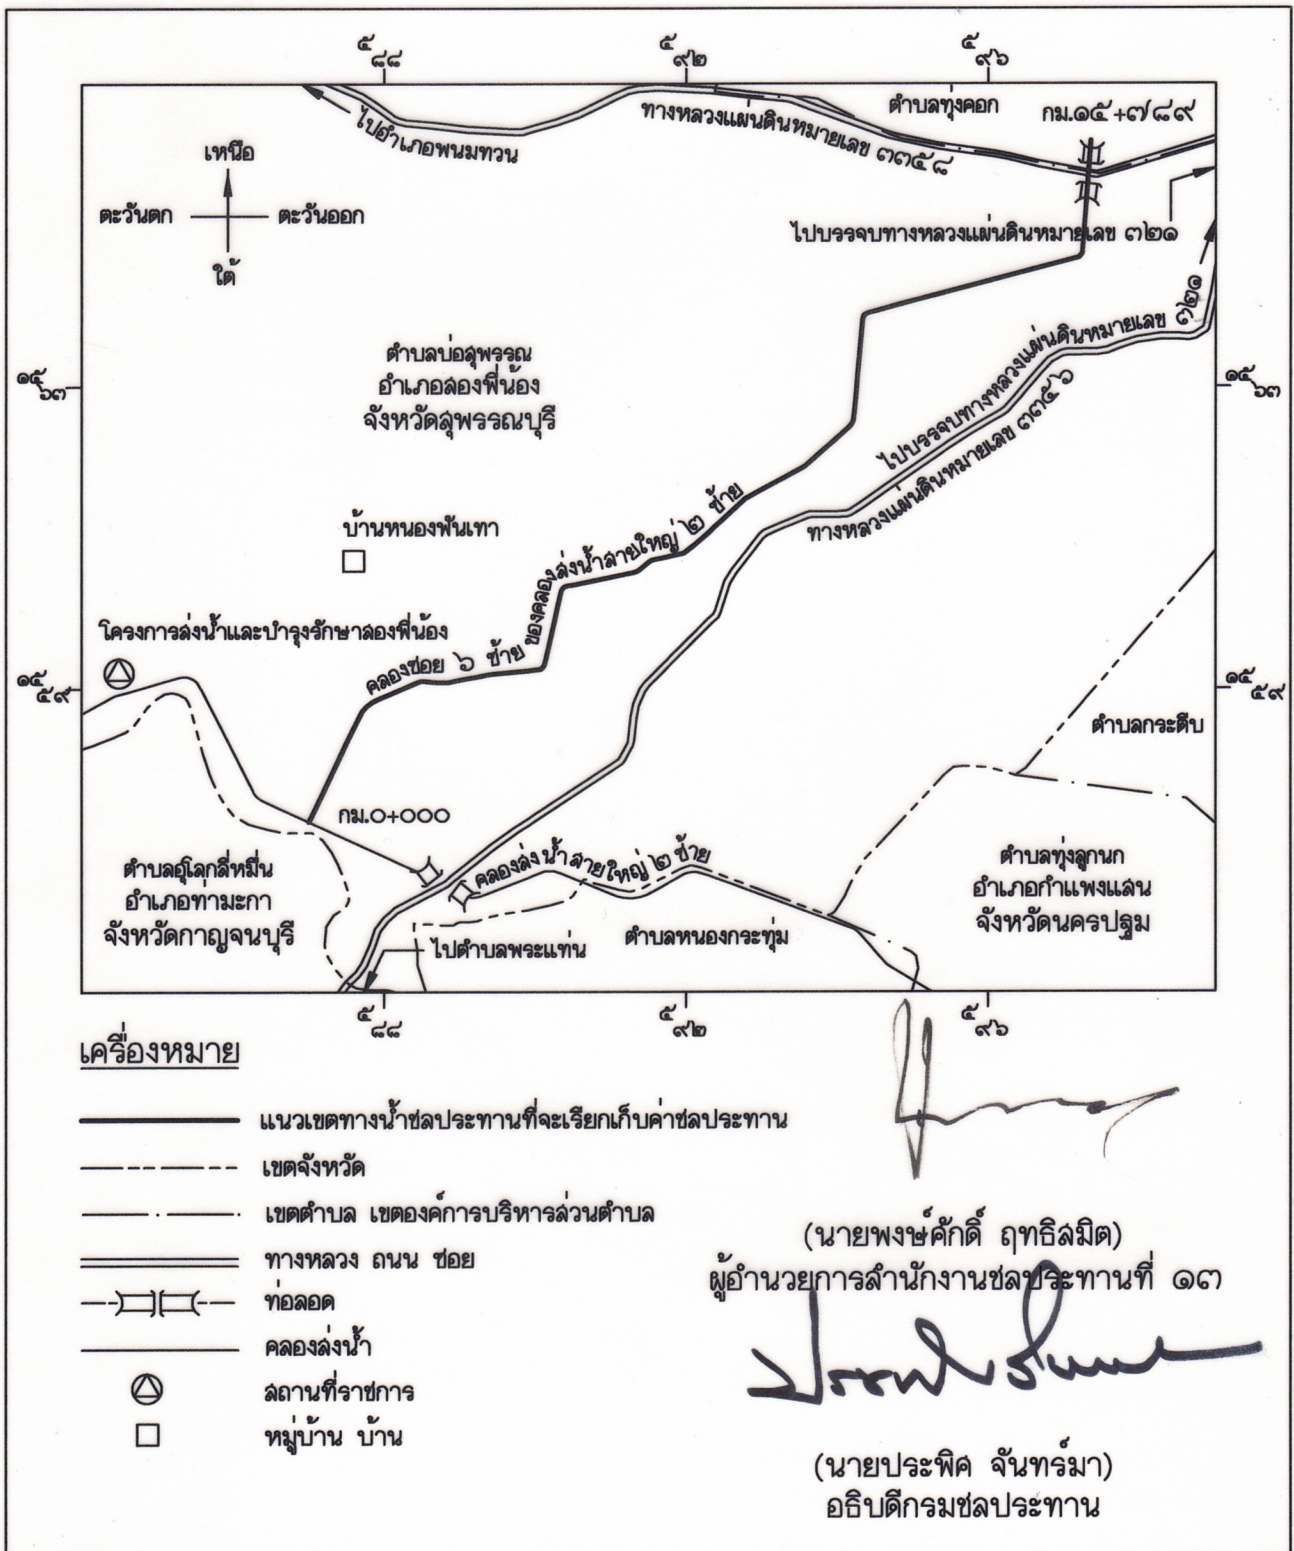 ๕๘๘
๕๙๒
๕๙๖
ตำบลทุ่งคอก
กม.๑๕+๗๘๙
ทางหลวงแผ่นดินหมายเลข ๓๓๕๘
ไปอำเภอพนมทวน
เหนือ
ตะวันตก
ตะวันออก
ใต้
ไปบรรจบทางหลวงแผ่นดินหมายเลข ๓๒๑
ไปบรรจบทางหลวงแผ่นดินหมายเลข ๓๒๑
ทางหลวงแผ่นดินหมายเลข ๓๓๕๖
ตำบลบ่อสุพรรณ
อำเภอสองพี่น้อง
จังหวัดสุพรรณบุรี
๑๕๖๓
๑๕๖๓
บ้านหนองพันเทา
คลองซอย ๖ ซ้าย ของคลองส่งน้ำสายใหญ่ ๒ ซ้าย
โครงการส่งน้ำและบำรุงรักษาสองพี่น้อง
๑๕๕๙
๑๕๕๙
ตำบลกระตีบ
กม.๐+๐๐๐
คลองส่งน้ำสายใหญ่ ๒ ซ้าย
ตำบลอุโลกสี่หมื่น
อำเภอท่ามะกา
จังหวัดกาญจนบุรี
ตำบลทุ่งลูกนก
อำเภอกำแพงแสน
จังหวัดนครปฐม
ไปตำบลพระแท่น
ตำบลหนองกระทุ่ม
๕๘๘
๕๙๒
๕๙๖
เครื่องหมาย
แนวเขตทางน้ำชลประทานที่จะเรียกเก็บค่าชลประทาน
เขตจังหวัด
เขตตำบล เขตองค์การบริหารส่วนตำบล
ทางหลวง ถนน ซอย
ท่อลอด
คลองส่งน้ำ
สถานที่ราชการ
หมู่บ้าน บ้าน
(นายพงษ์ศักดิ์ ฤทธิสมิต)
ผู้อำนวยการสำนักงานชลประทานที่ ๑๓
(นายประพิศ จันทร์มา)
อธิบดีกรมชลประทาน